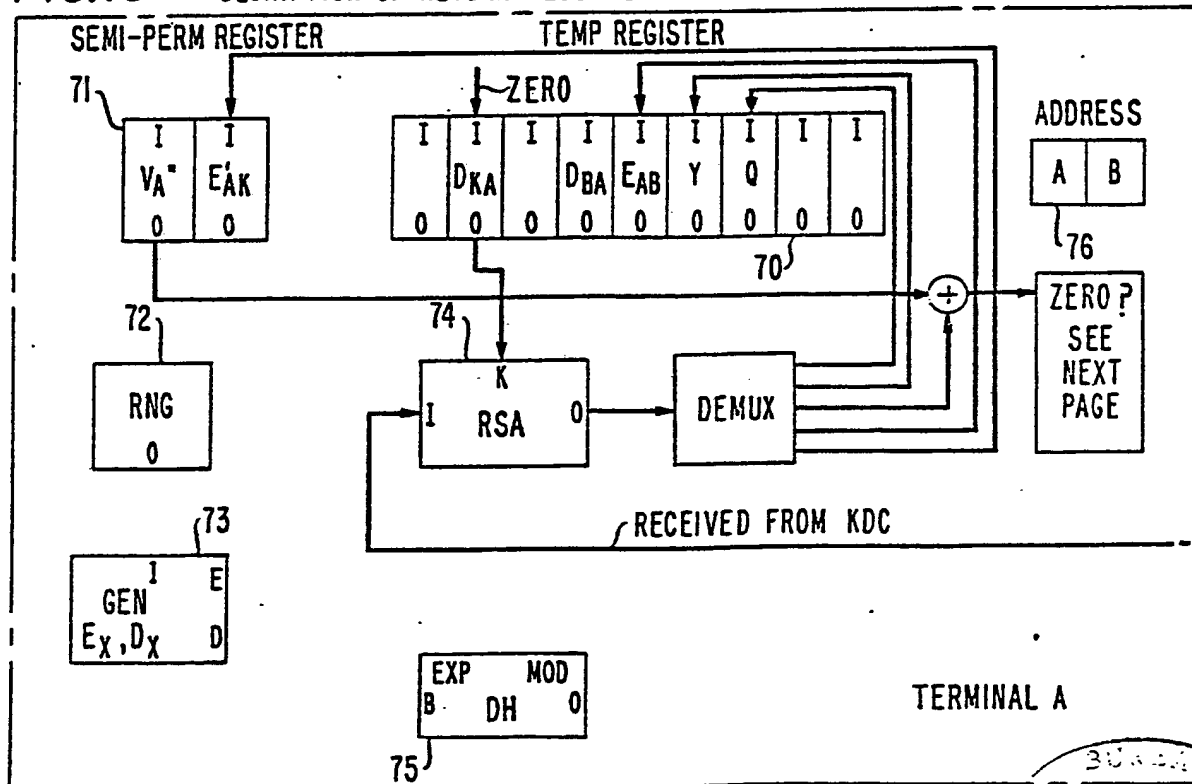 SEMI-PERM REGISTER
TEMP REGISTER
71
ZERO
I I
V_A" E'_AK
0 0
I I I I I I I I I
D_KA D_BA E_AB Y Q
0 0 0 0 0 0 0 0 0
70
ADDRESS
A B
76
ZERO?
SEE
NEXT
PAGE
72
RNG
0
74
K
I RSA 0
DEMUX
RECEIVED FROM KDC
73
I E
GEN
E_X,D_X D
EXP MOD
B DH 0
75
TERMINAL A